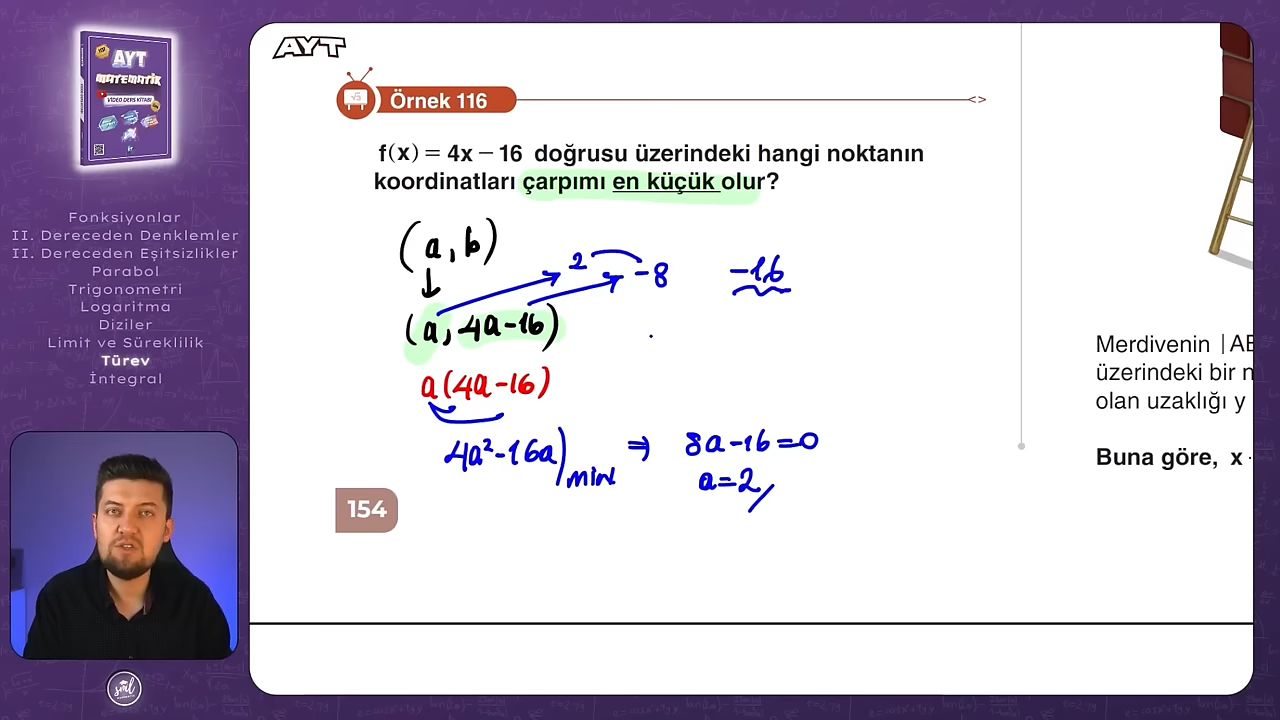 AYT
MATEMATİK
VİDEO DERS KİTABI
Fonksiyonlar
II. Dereceden Denklemler
II. Dereceden Eşitsizlikler
Parabol
Trigonometri
Logaritma
Diziler
Limit ve Süreklilik
Türev
İntegral
sml
AYT
Örnek 116
f(x) = 4x − 16 doğrusu üzerindeki hangi noktanın
koordinatları çarpımı en küçük olur?
(a, b)
2 -8 -16
(a, 4a-16)
a(4a-16)
4a²-16a)min ⇒ 8a-16=0
a=2
154
Merdivenin |AB
üzerindeki bir n
olan uzaklığı y
Buna göre, x